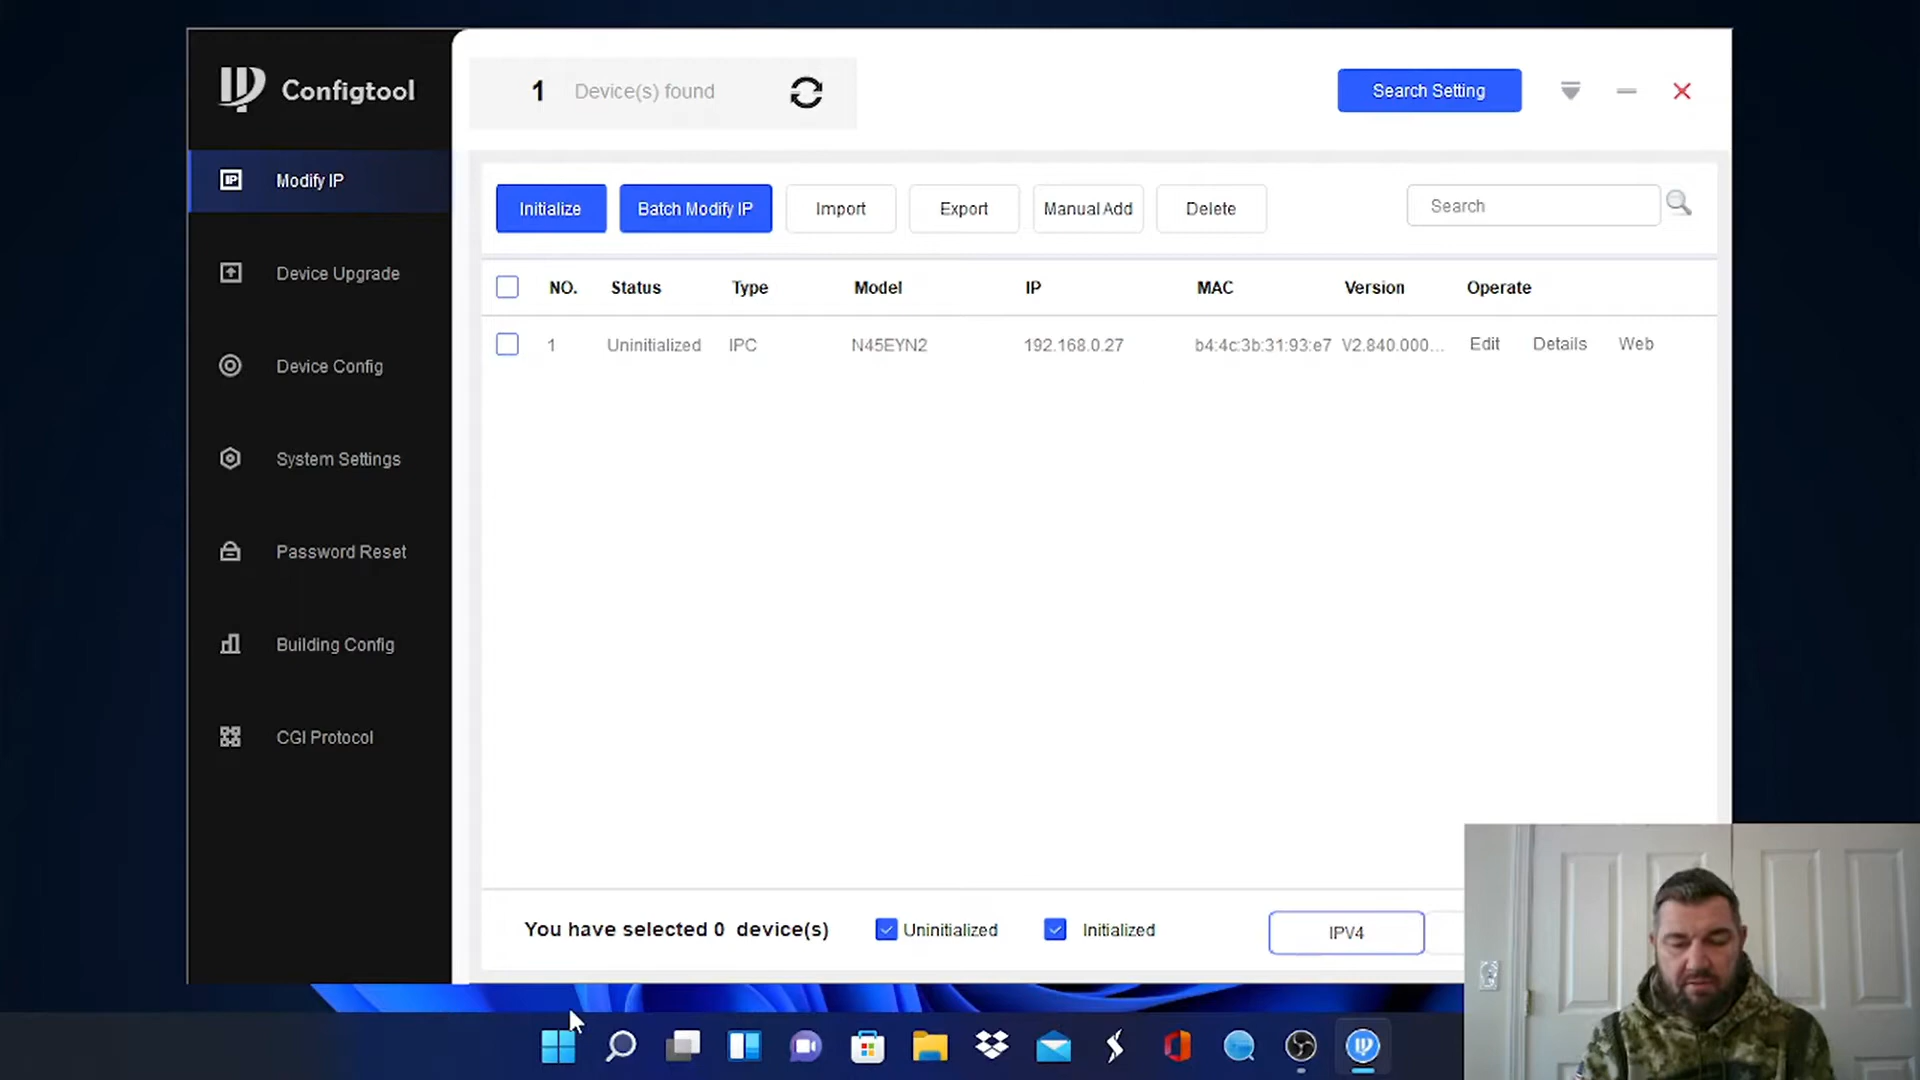 Configtool
1 Device(s) found
Search Setting
Modify IP
Device Upgrade
Device Config
System Settings
Password Reset
Building Config
CGI Protocol
Initialize Batch Modify IP Import Export Manual Add Delete Search
NO. Status Type Model IP MAC Version Operate
1 Uninitialized IPC N45EYN2 192.168.0.27 b4:4c:3b:31:93:e7 V2.840.000... Edit Details Web
You have selected 0 device(s) Uninitialized Initialized IPV4